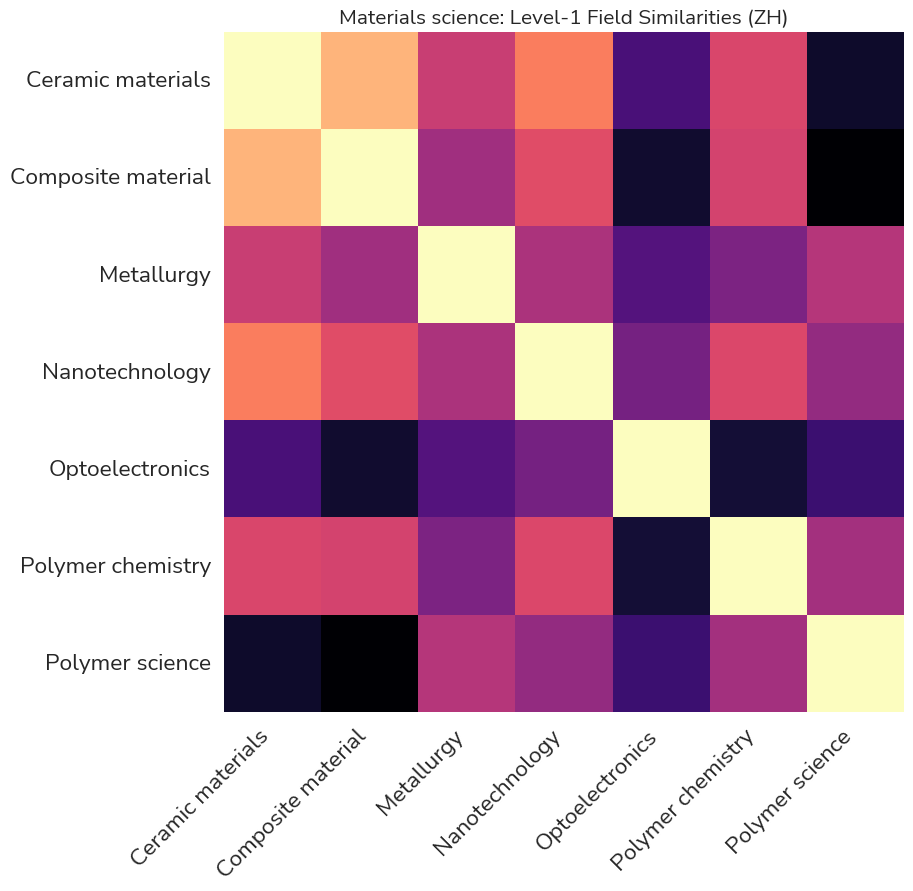 Materials science: Level-1 Field Similarities (ZH)
Ceramic materials
Composite material
Metallurgy
Nanotechnology
Optoelectronics
Polymer chemistry
Polymer science
Ceramic materials
Composite material
Metallurgy
Nanotechnology
Optoelectronics
Polymer chemistry
Polymer science